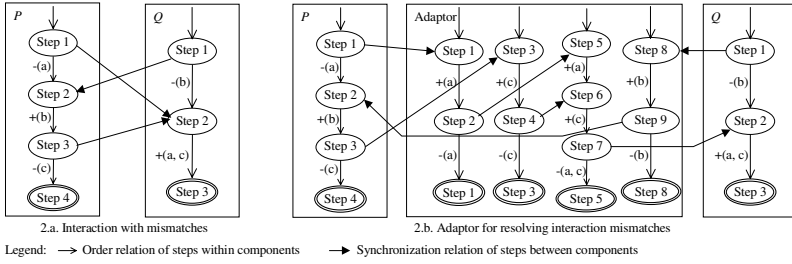 P
Step 1
-(a)
Step 2
+(b)
Step 3
-(c)
Step 4
Q
Step 1
-(b)
Step 2
+(a, c)
Step 3
2.a. Interaction with mismatches
P
Step 1
-(a)
Step 2
+(b)
Step 3
-(c)
Step 4
Adaptor
Step 1
+(a)
Step 2
-(a)
Step 1
Step 3
+(c)
Step 4
-(c)
Step 3
Step 5
+(a)
Step 6
+(c)
Step 7
-(a, c)
Step 5
Step 8
+(b)
Step 9
-(b)
Step 8
Q
Step 1
-(b)
Step 2
+(a, c)
Step 3
2.b. Adaptor for resolving interaction mismatches
Legend: Order relation of steps within components Synchronization relation of steps between components